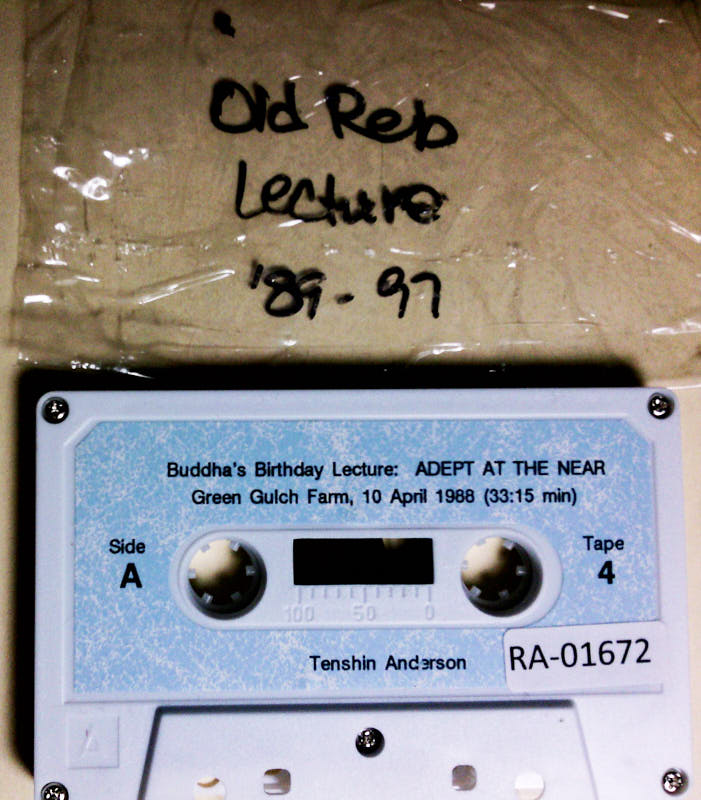 Old Reb
Lecture
'89 - 97
Buddha's Birthday Lecture: ADEPT AT THE NEAR
Green Gulch Farm, 10 April 1988 (33:15 min)
Side
A
Tape
4
100 50 0
Tenshin Anderson
RA-01672
A